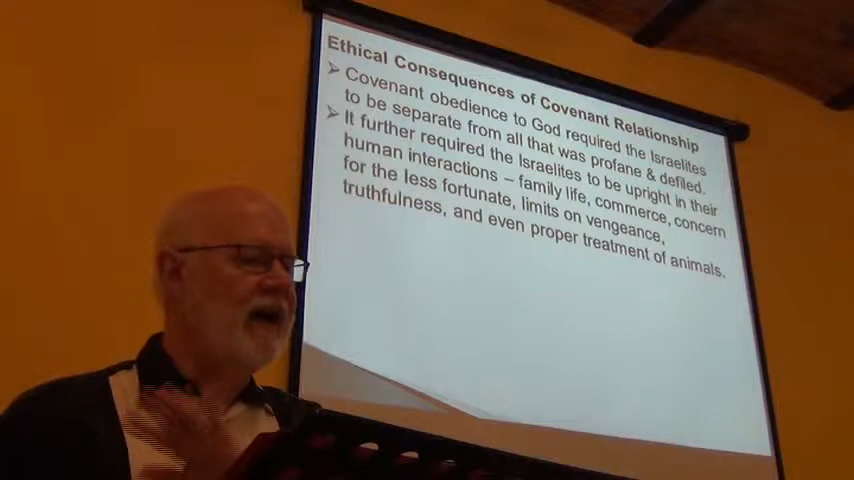 Ethical Consequences of Covenant Relationship
➢ Covenant obedience to God required the Israelites
to be separate from all that was profane & defiled.
➢ It further required the Israelites to be upright in their
human interactions – family life, commerce, concern
for the less fortunate, limits on vengeance,
truthfulness, and even proper treatment of animals.